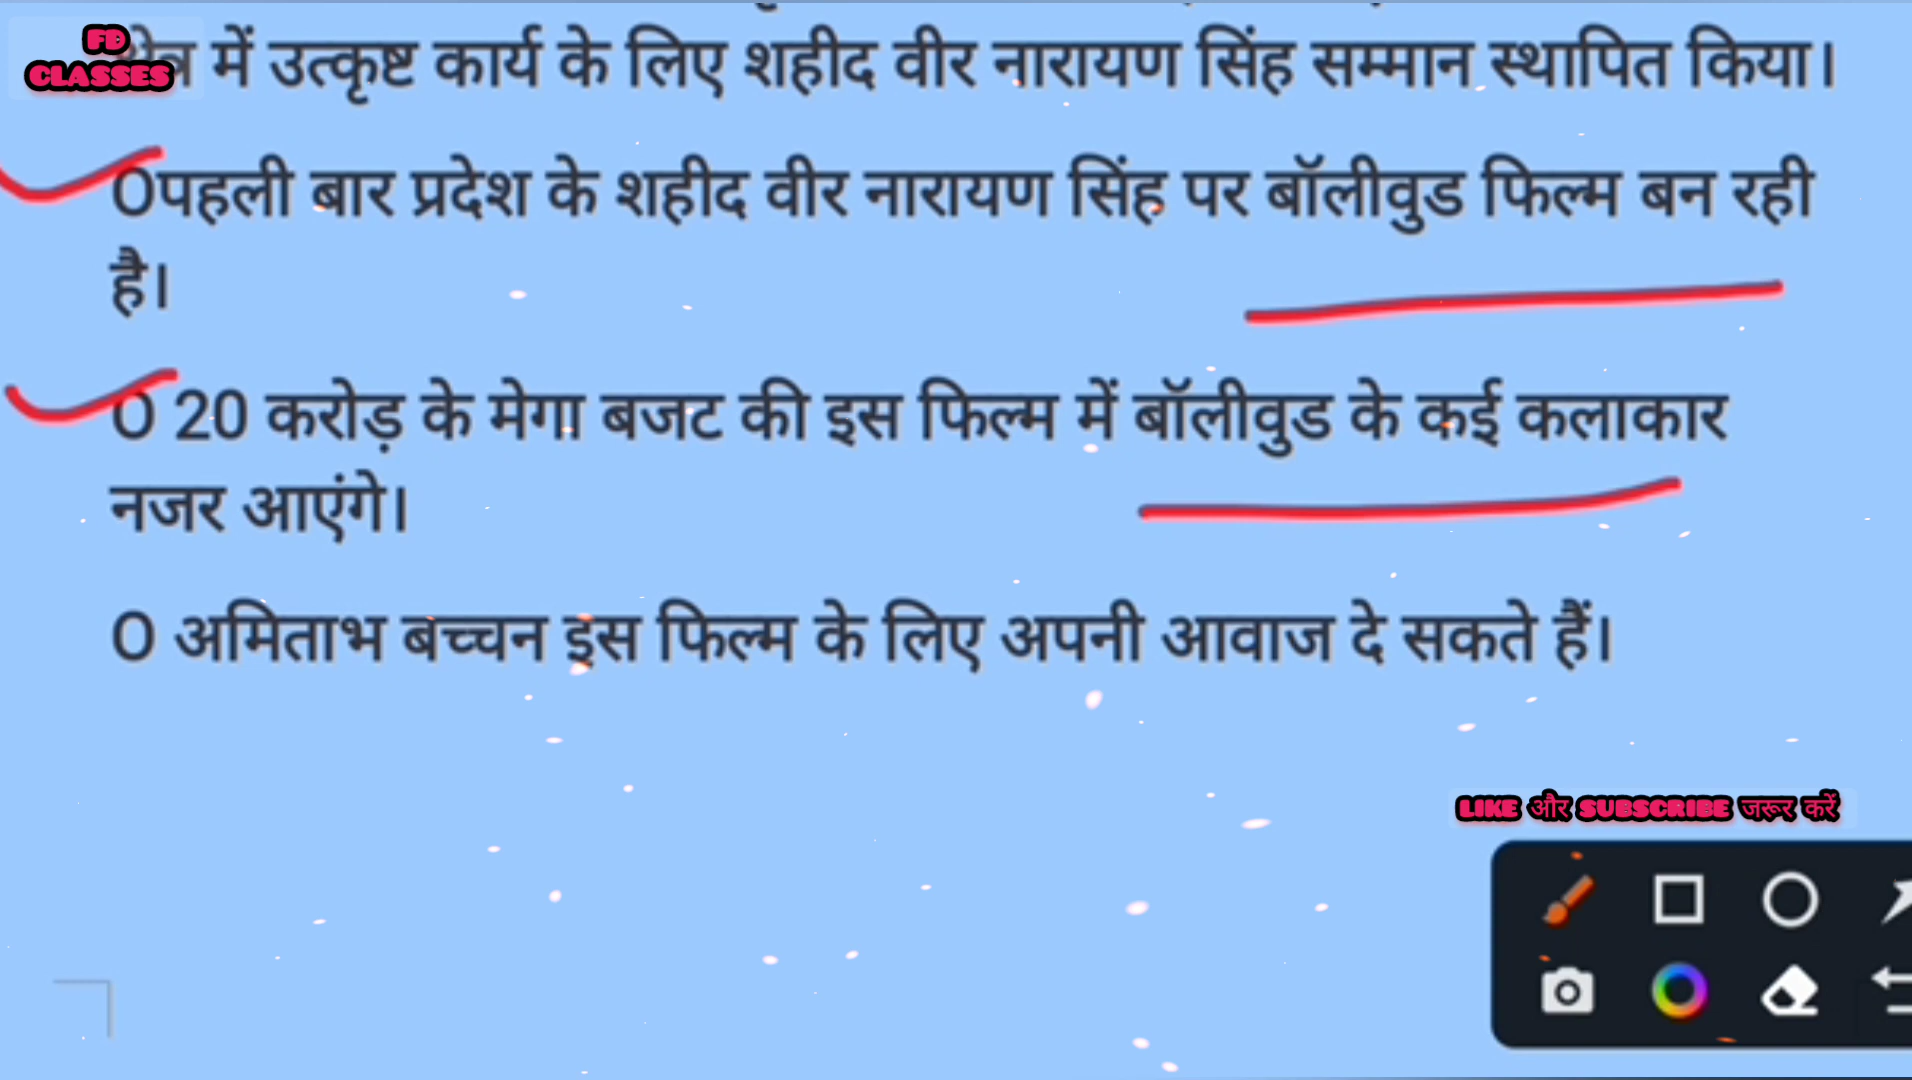 FD
CLASSES
में उत्कृष्ट कार्य के लिए शहीद वीर नारायण सिंह सम्मान स्थापित किया।
Oपहली बार प्रदेश के शहीद वीर नारायण सिंह पर बॉलीवुड फिल्म बन रही
है।
O 20 करोड़ के मेगा बजट की इस फिल्म में बॉलीवुड के कई कलाकार
नजर आएंगे।
O अमिताभ बच्चन इस फिल्म के लिए अपनी आवाज दे सकते हैं।
LIKE और SUBSCRIBE जरूर करें